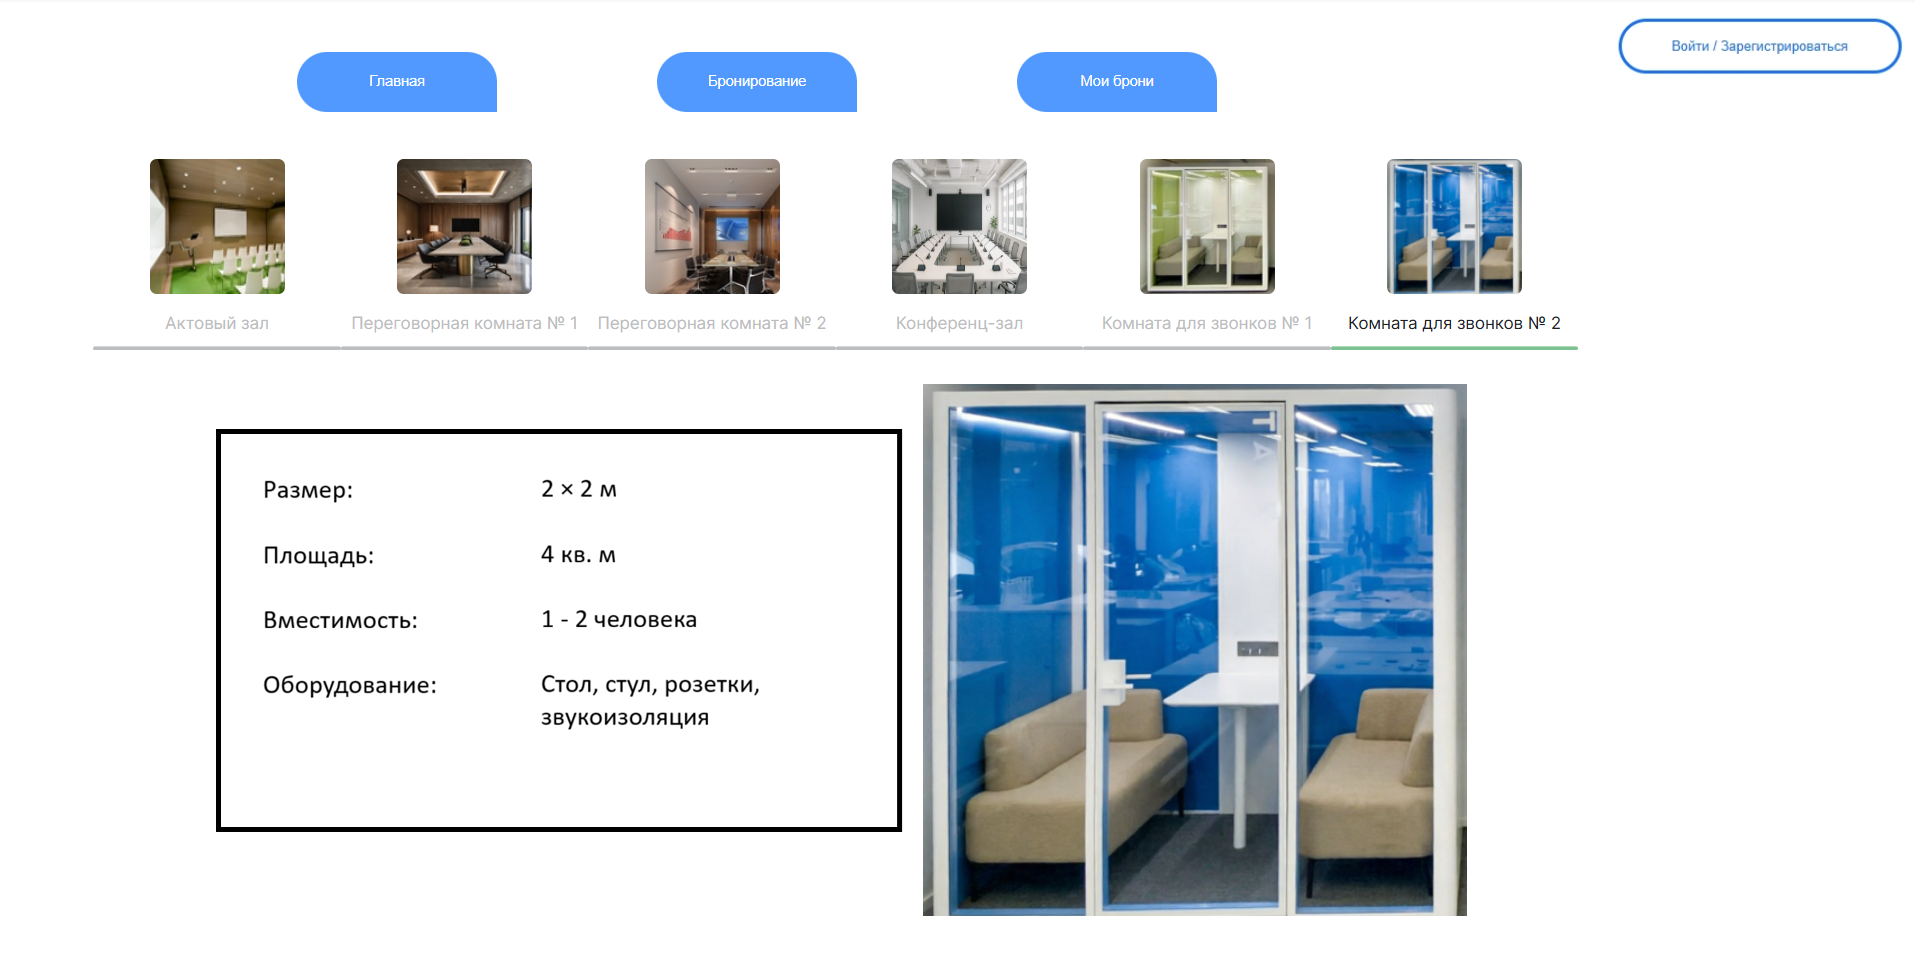 Войти / Зарегистрироваться
Главная
Бронирование
Мои брони
Актовый зал
Переговорная комната № 1
Переговорная комната № 2
Конференц-зал
Комната для звонков № 1
Комната для звонков № 2
Размер: 2 × 2 м
Площадь: 4 кв. м
Вместимость: 1 - 2 человека
Оборудование: Стол, стул, розетки,
звукоизоляция